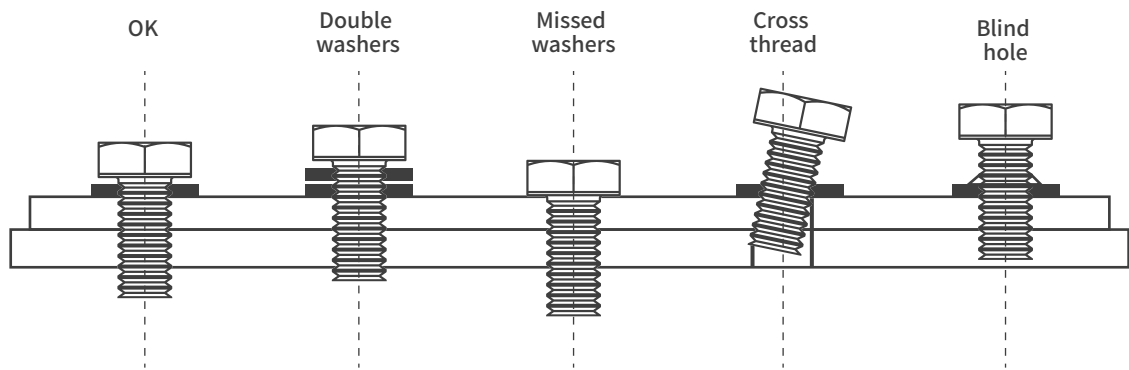 OK
Double
washers
Missed
washers
Cross
thread
Blind
hole